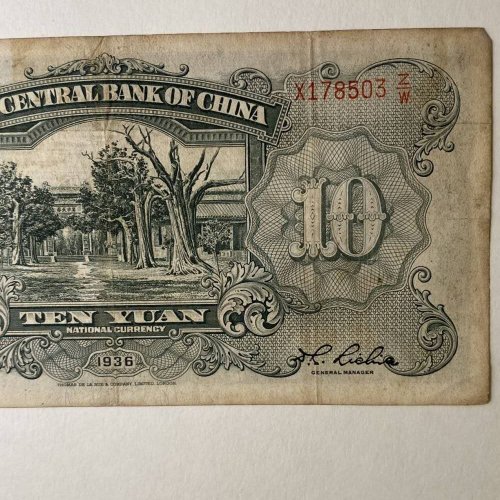 CENTRAL BANK OF CHINA
X178503 Z/W
10
TEN YUAN
NATIONAL CURRENCY
1936
GENERAL MANAGER
THOMAS DE LA RUE & COMPANY, LIMITED, LONDON.